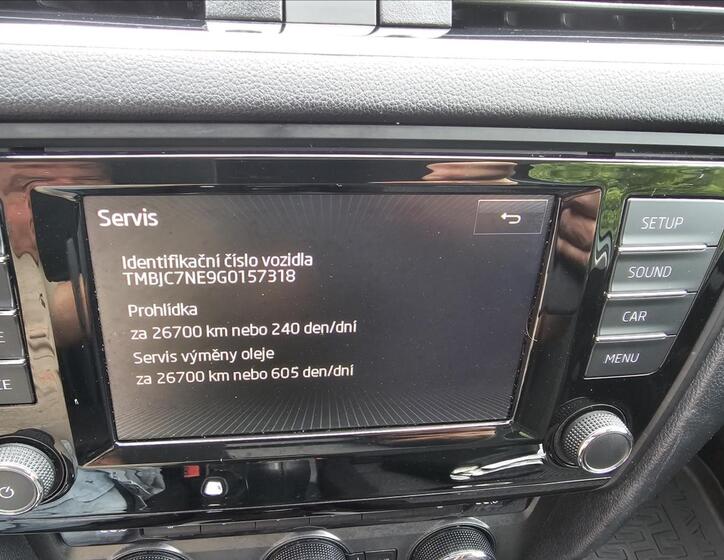 Servis
Identifikační číslo vozidla
TMBJC7NE9G0157318
Prohlídka
za 26700 km nebo 240 den/dní
Servis výměny oleje
za 26700 km nebo 605 den/dní
SETUP
SOUND
CAR
MENU